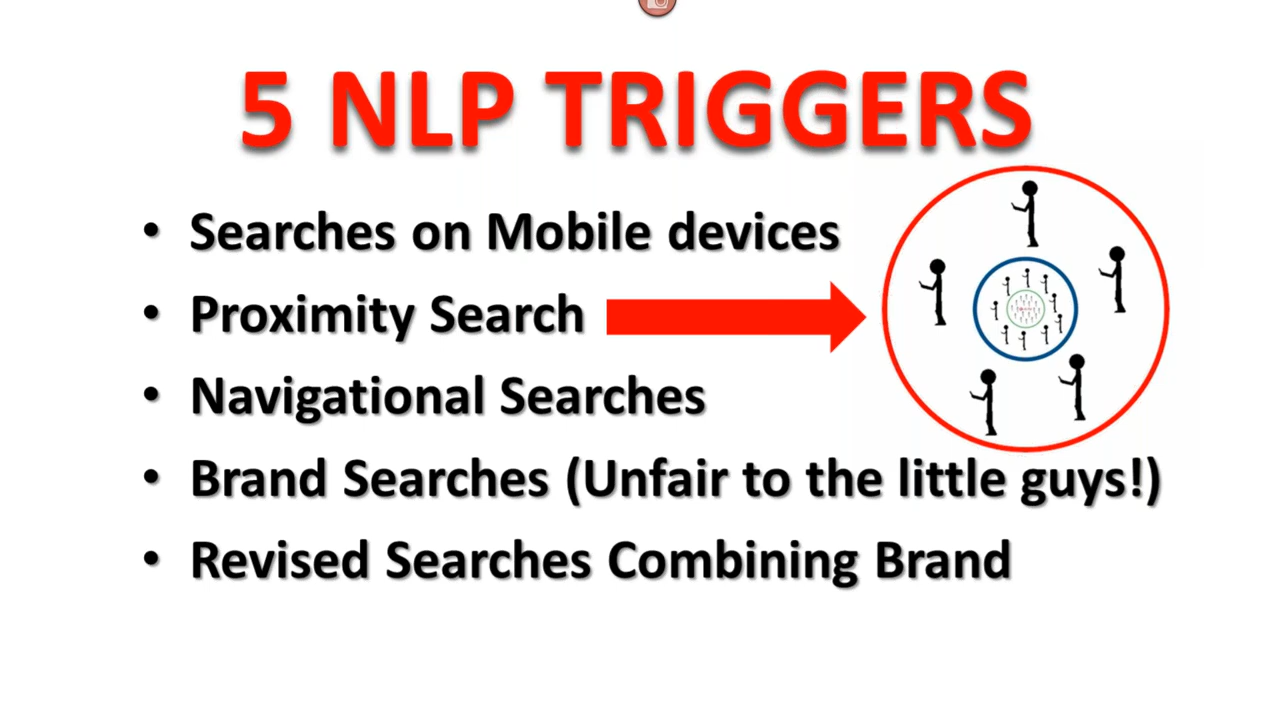 5 NLP TRIGGERS
• Searches on Mobile devices
• Proximity Search
• Navigational Searches
• Brand Searches (Unfair to the little guys!)
• Revised Searches Combining Brand